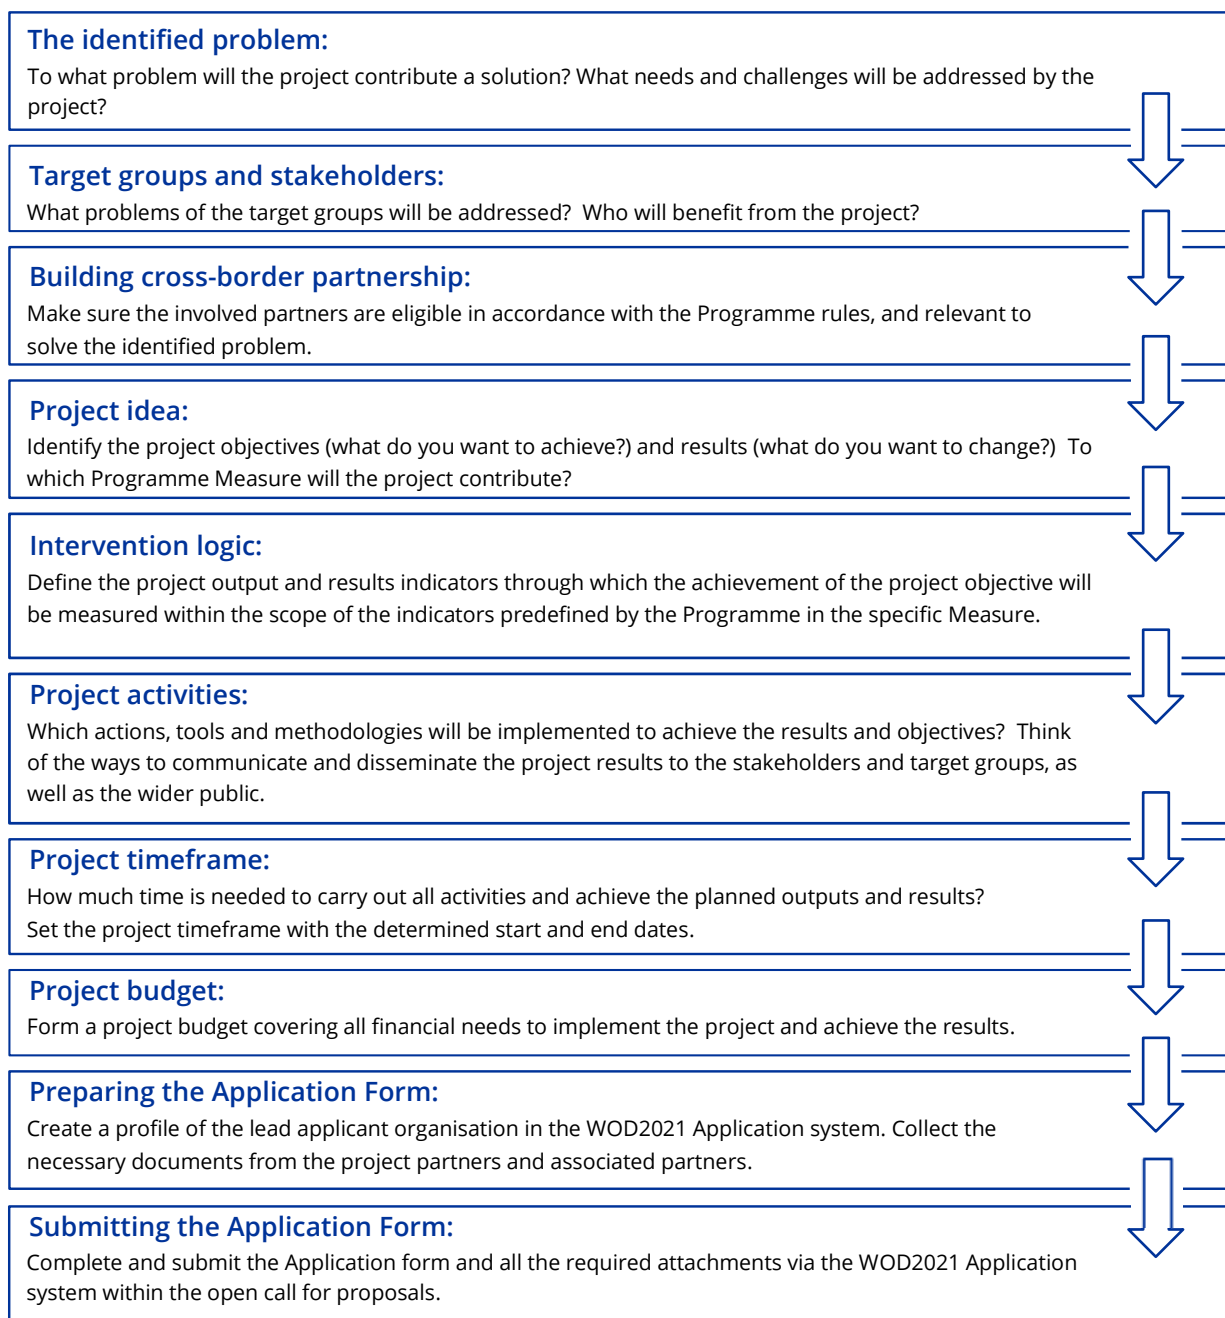 The identified problem:
To what problem will the project contribute a solution? What needs and challenges will be addressed by the
project?
Target groups and stakeholders:
What problems of the target groups will be addressed?  Who will benefit from the project?
Building cross-border partnership:
Make sure the involved partners are eligible in accordance with the Programme rules, and relevant to
solve the identified problem.
Project idea:
Identify the project objectives (what do you want to achieve?) and results (what do you want to change?)  To
which Programme Measure will the project contribute?
Intervention logic:
Define the project output and results indicators through which the achievement of the project objective will
be measured within the scope of the indicators predefined by the Programme in the specific Measure.
Project activities:
Which actions, tools and methodologies will be implemented to achieve the results and objectives?  Think
of the ways to communicate and disseminate the project results to the stakeholders and target groups, as
well as the wider public.
Project timeframe:
How much time is needed to carry out all activities and achieve the planned outputs and results?
Set the project timeframe with the determined start and end dates.
Project budget:
Form a project budget covering all financial needs to implement the project and achieve the results.
Preparing the Application Form:
Create a profile of the lead applicant organisation in the WOD2021 Application system. Collect the
necessary documents from the project partners and associated partners.
Submitting the Application Form:
Complete and submit the Application form and all the required attachments via the WOD2021 Application
system within the open call for proposals.